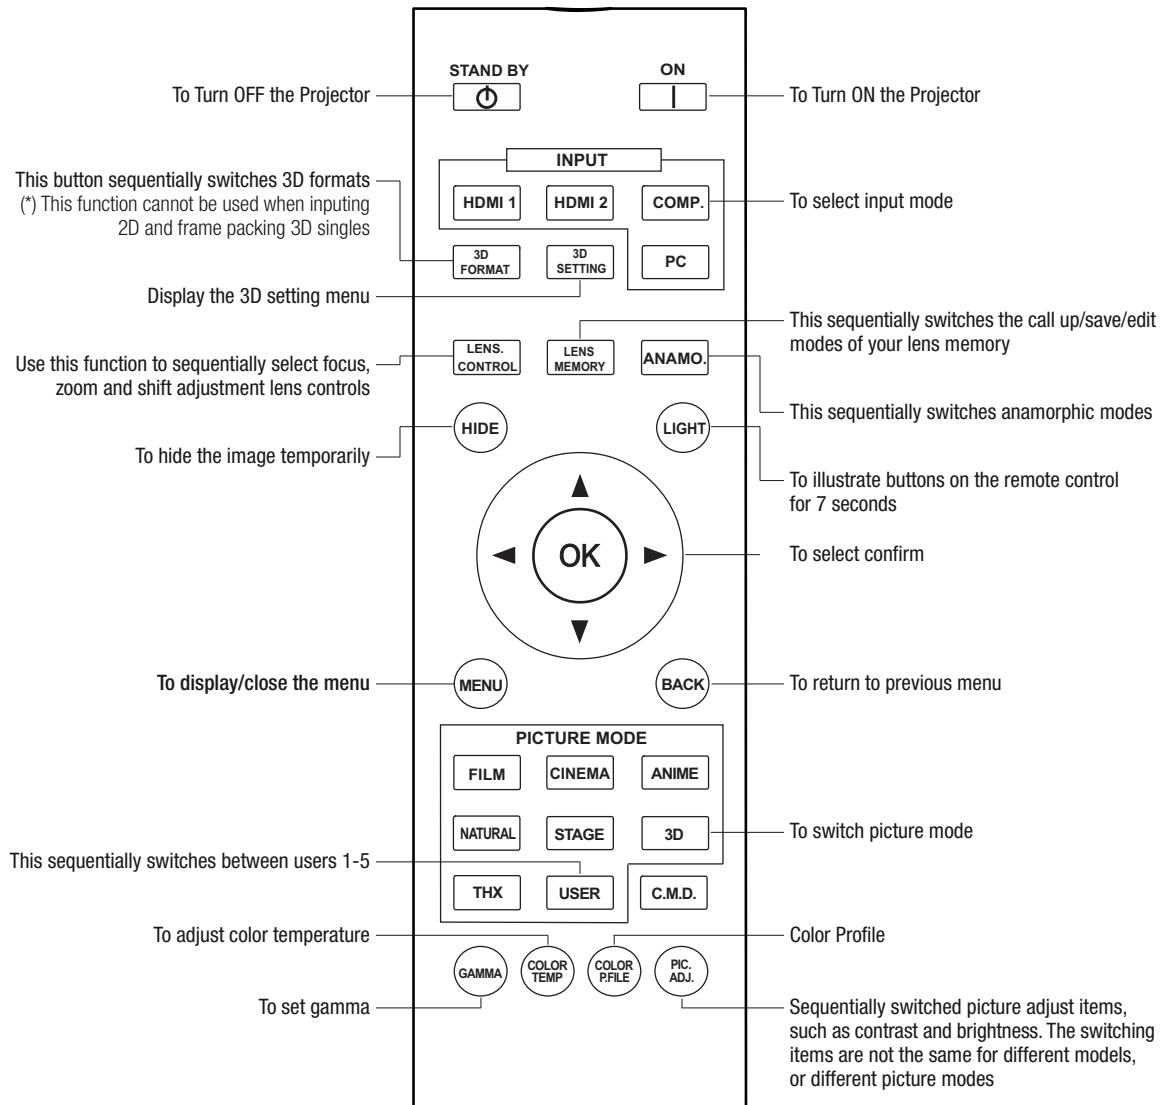 STAND BY
ON
To Turn OFF the Projector
To Turn ON the Projector
INPUT
This button sequentially switches 3D formats
(*) This function cannot be used when inputing
2D and frame packing 3D singles
HDMI 1
HDMI 2
COMP.
To select input mode
3D
FORMAT
3D
SETTING
PC
Display the 3D setting menu
This sequentially switches the call up/save/edit
modes of your lens memory
Use this function to sequentially select focus,
zoom and shift adjustment lens controls
LENS.
CONTROL
LENS
MEMORY
ANAMO.
This sequentially switches anamorphic modes
HIDE
LIGHT
To hide the image temporarily
To illustrate buttons on the remote control
for 7 seconds
OK
To select confirm
To display/close the menu
MENU
BACK
To return to previous menu
PICTURE MODE
FILM
CINEMA
ANIME
NATURAL
STAGE
3D
To switch picture mode
This sequentially switches between users 1-5
THX
USER
C.M.D.
To adjust color temperature
Color Profile
GAMMA
COLOR
TEMP
COLOR
P.FILE
PIC.
ADJ.
To set gamma
Sequentially switched picture adjust items,
such as contrast and brightness. The switching
items are not the same for different models,
or different picture modes